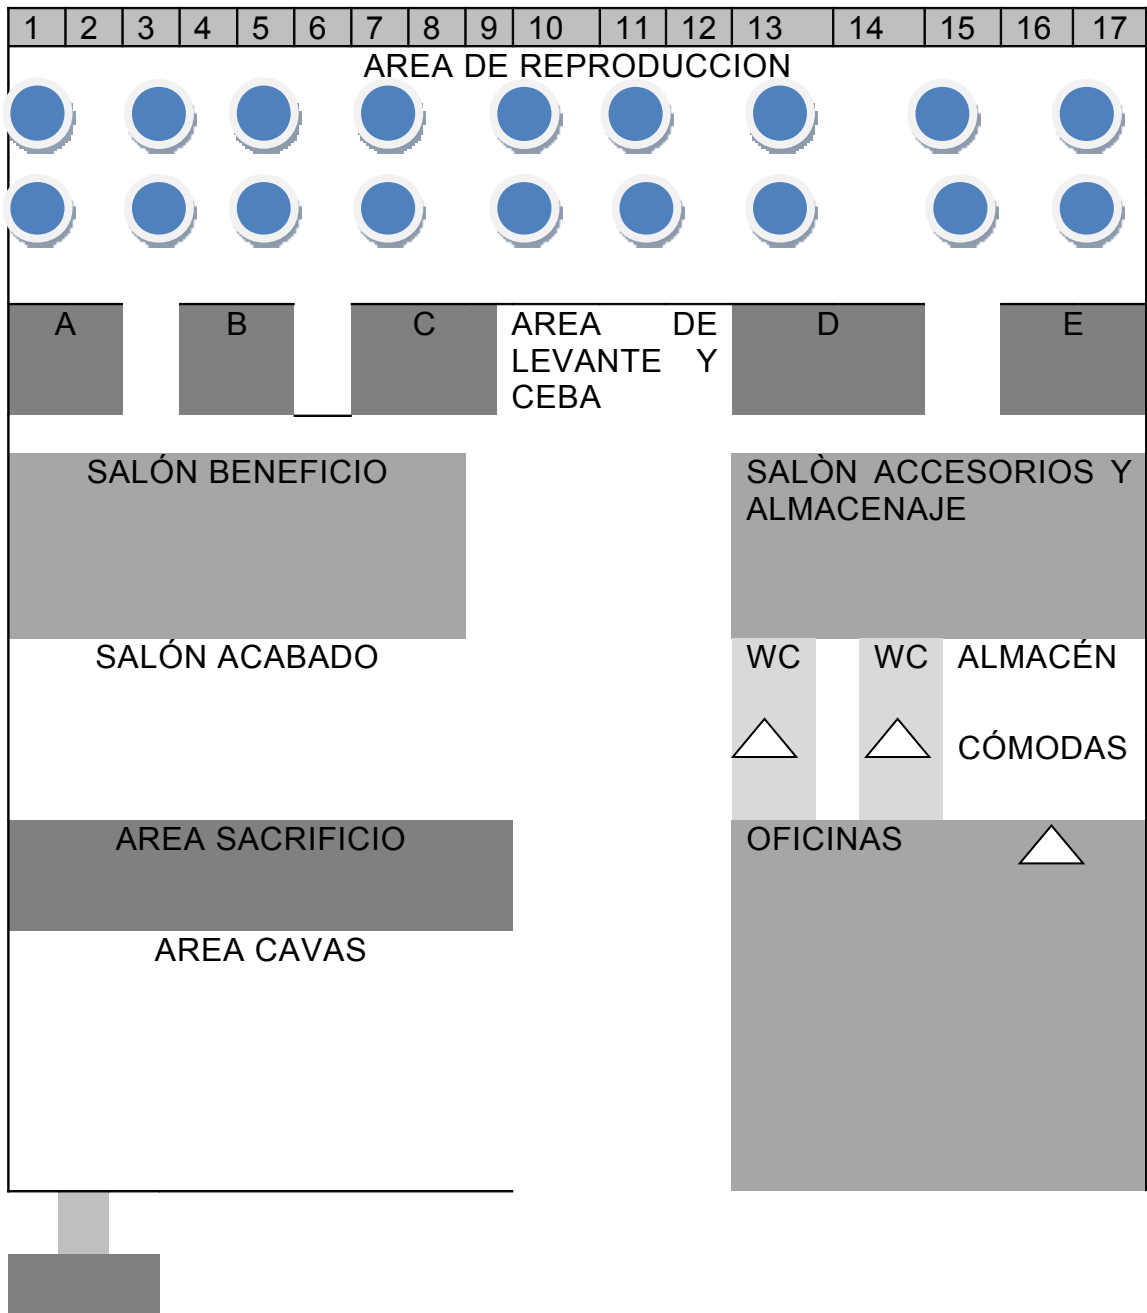 1 2 3 4 5 6 7 8 9 10 11 12 13 14 15 16 17
AREA DE REPRODUCCION
A B C AREA DE D E
LEVANTE Y
CEBA
SALÓN BENEFICIO
SALÒN ACCESORIOS Y
ALMACENAJE
SALÓN ACABADO
WC WC ALMACÉN
CÓMODAS
AREA SACRIFICIO
OFICINAS
AREA CAVAS